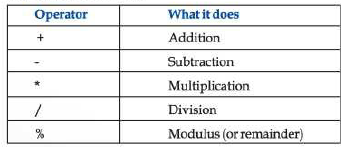 Operator What it does
+ Addition
- Subtraction
* Multiplication
/ Division
% Modulus (or remainder)